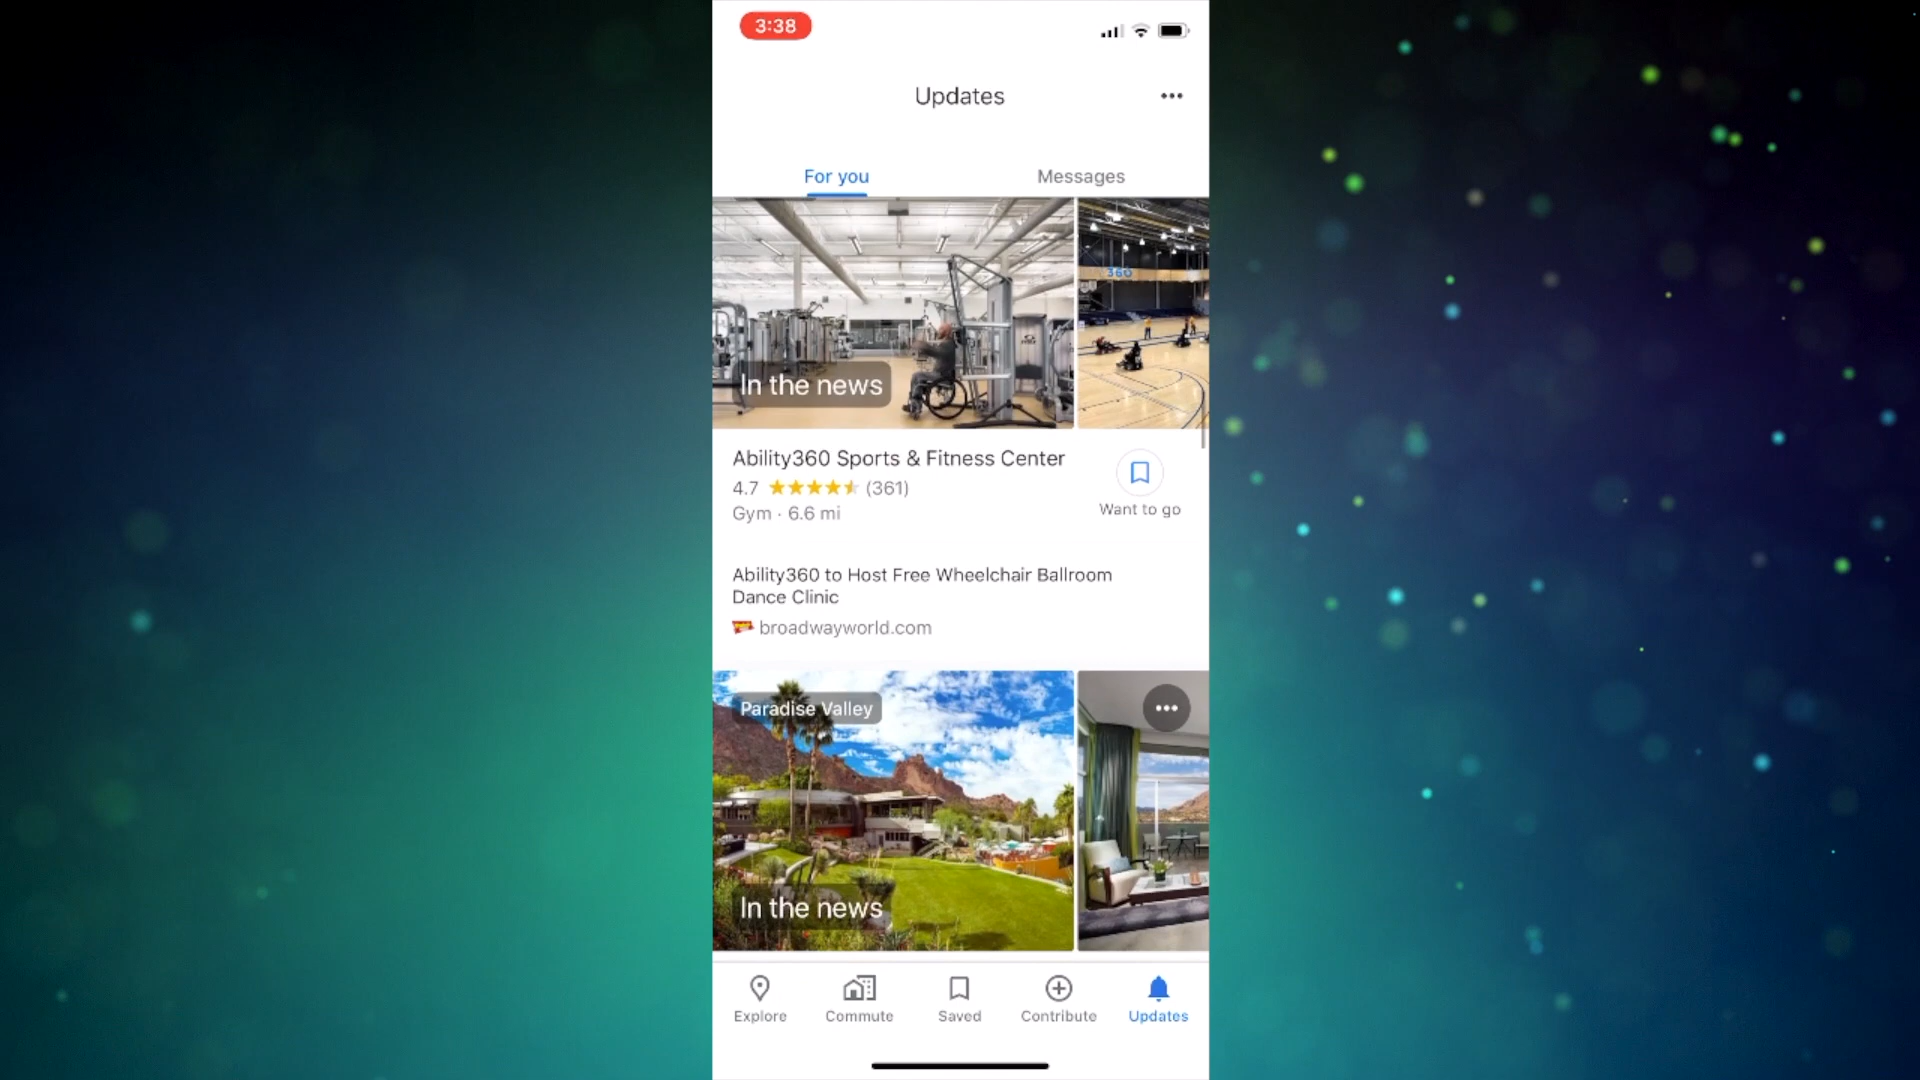 3:38
Updates
For you
Messages
360
In the news
Ability360 Sports & Fitness Center
4.7 (361)
Gym · 6.6 mi
Want to go
Ability360 to Host Free Wheelchair Ballroom
Dance Clinic
broadwayworld.com
Paradise Valley
In the news
Explore
Commute
Saved
Contribute
Updates